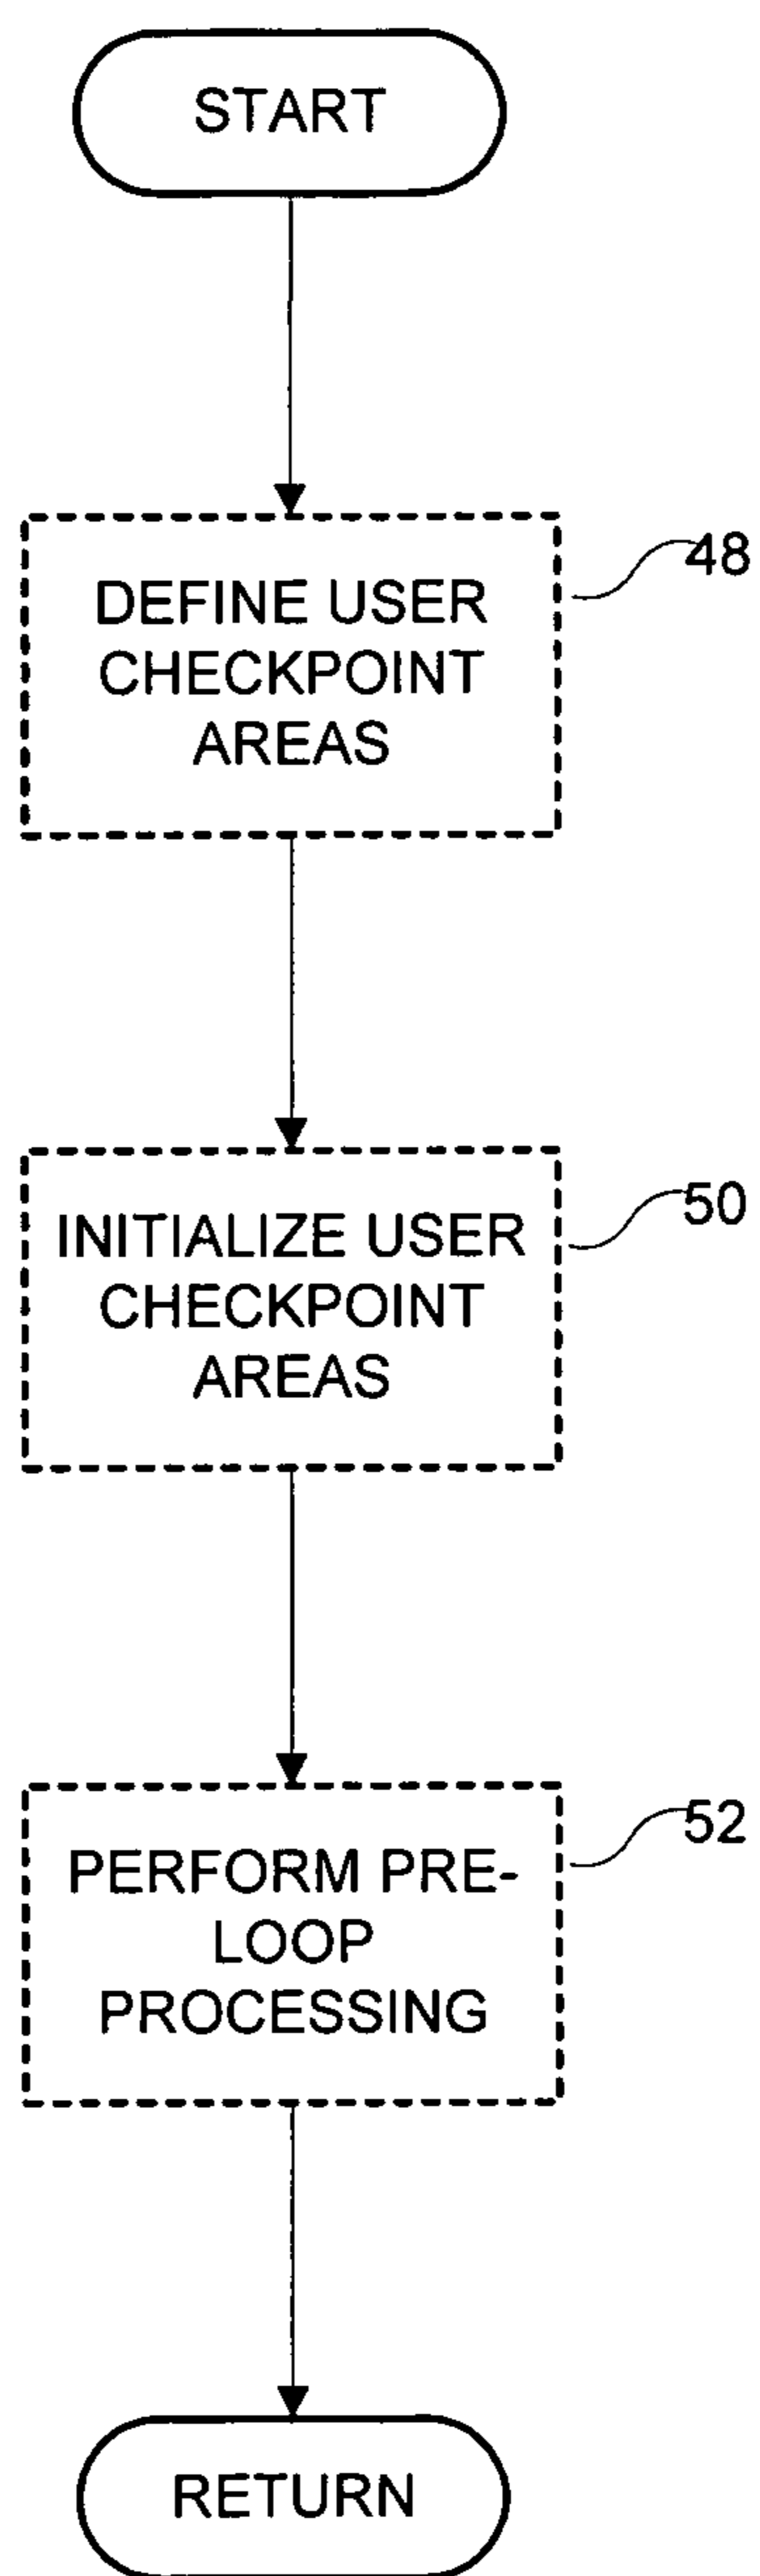 START
DEFINE USER
CHECKPOINT
AREAS
48
INITIALIZE USER
CHECKPOINT
AREAS
50
PERFORM PRE-
LOOP
PROCESSING
52
RETURN